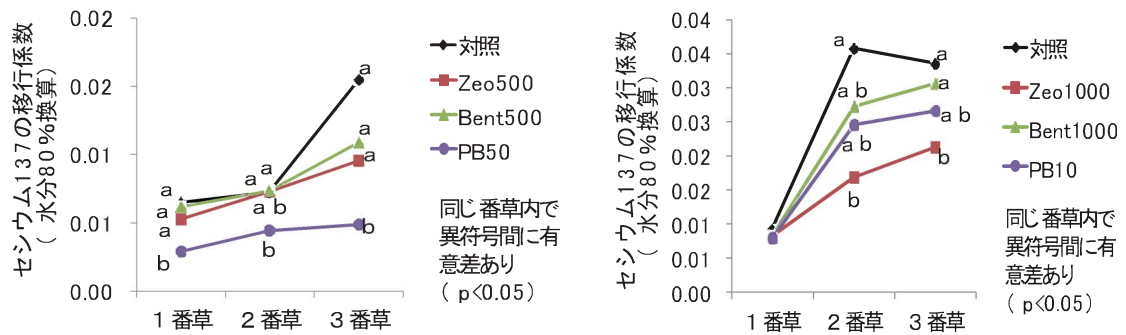 セシウム137の移行係数
（ 水分80%換算）
0.02
0.02
0.01
0.01
0.00
a
a
a
b
a
a b
b
a
a
a
b
1番草
2番草
3番草
対照
Zeo500
Bent500
PB50
同じ番草内で
異符号間に有
意差あり
（ p<0.05）
セシウム137の移行係数
（ 水分80%換算）
0.04
0.04
0.03
0.03
0.02
0.02
0.01
0.01
0.00
a
a b
a b
b
a
a
a b
b
1番草
2番草
3番草
対照
Zeo1000
Bent1000
PB10
同じ番草内で
異符号間に有
意差あり
（ p<0.05）